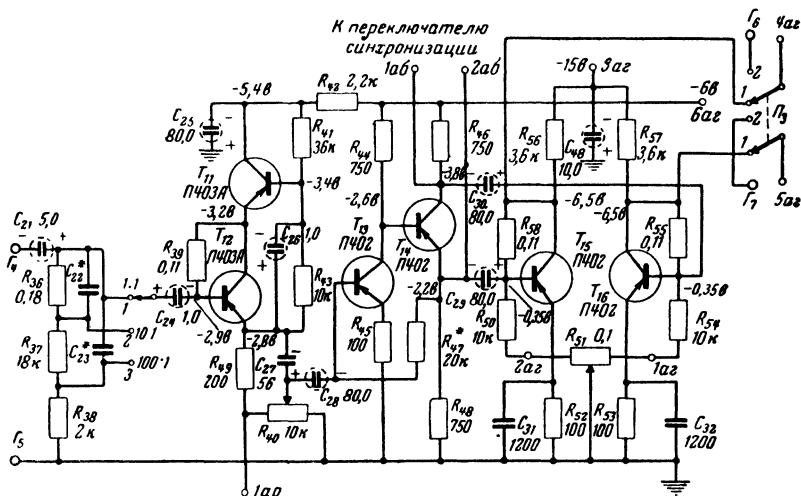 К переключателю
синхронизации
1аб
2аб
-15в
9аг
Г6
4аг
2
1
2
1
П3
Г7
5аг
-6в
6аг
-5,4в
R42 2,2к
C25
80,0
R41
36к
R44
750
R46
750
R56
3,6к
C48
10,0
R57
3,6к
T11
П403А
-3,4в
-3,8в
-2,6в
C30
80,0
-6,5в
-6,5в
-3,2в
C21 5,0
Г4
R39
0,11
T12
П403А
C26
1,0
T13
П402
T14
П402
R58
0,11
T15
П402
R55
0,11
T16
П402
R36
0,18
C22*
1.1
1
C24
1,0
R43
10к
-2,2в
C29
80,0
-0,35в
-0,35в
-2,9в
-2,8в
R37
18к
C23*
10:1
2
100:1
3
R49
200
C27
56
C28
80,0
R45
100
R47*
20к
R50
10к
R51
0,1
R54
10к
2аг
1аг
R38
2к
R40
10к
R48
750
C31
1200
R52
100
R53
100
C32
1200
Г5